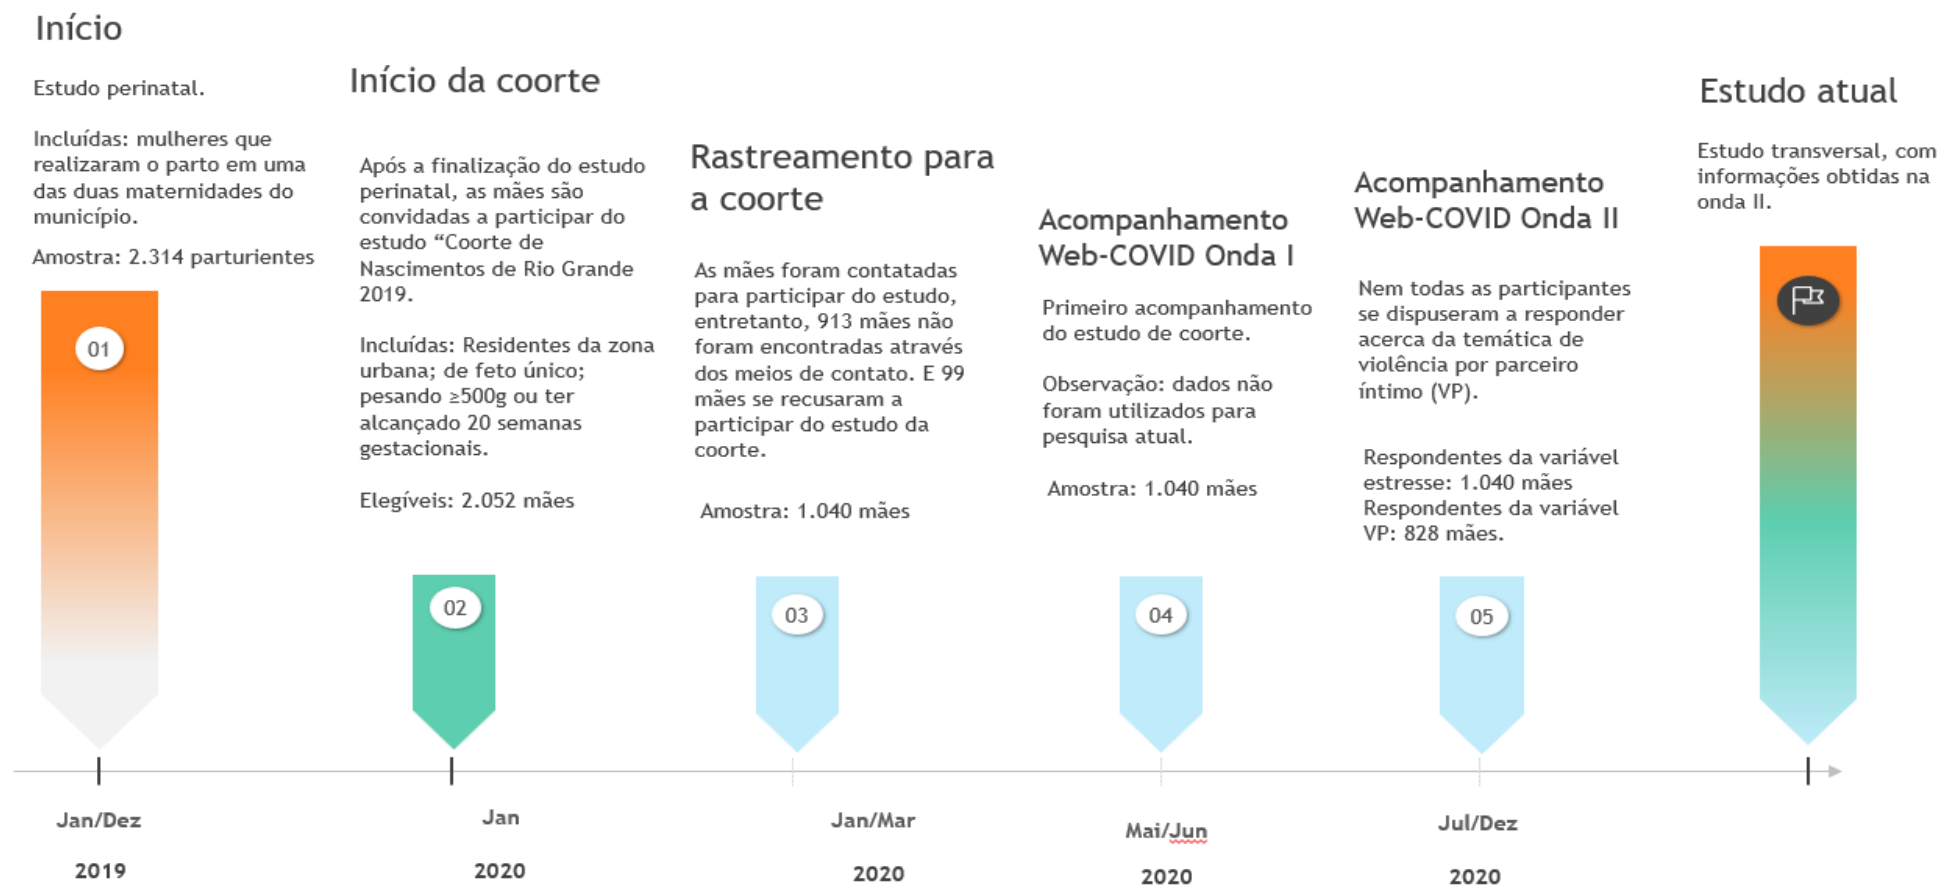 Início
Estudo perinatal.
Incluídas: mulheres que
realizaram o parto em uma
das duas maternidades do
município.
Amostra: 2.314 parturientes
01
Jan/Dez
2019
Início da coorte
Após a finalização do estudo
perinatal, as mães são
convidadas a participar do
estudo “Coorte de
Nascimentos de Rio Grande
2019.
Incluídas: Residentes da zona
urbana; de feto único;
pesando ≥500g ou ter
alcançado 20 semanas
gestacionais.
Elegíveis: 2.052 mães
02
Jan
2020
Rastreamento para
a coorte
As mães foram contatadas
para participar do estudo,
entretanto, 913 mães não
foram encontradas através
dos meios de contato. E 99
mães se recusaram a
participar do estudo da
coorte.
Amostra: 1.040 mães
03
Jan/Mar
2020
Acompanhamento
Web-COVID Onda I
Primeiro acompanhamento
do estudo de coorte.
Observação: dados não
foram utilizados para
pesquisa atual.
Amostra: 1.040 mães
04
Mai/Jun
2020
Acompanhamento
Web-COVID Onda II
Nem todas as participantes
se dispuseram a responder
acerca da temática de
violência por parceiro
íntimo (VP).
Respondentes da variável
estresse: 1.040 mães
Respondentes da variável
VP: 828 mães.
05
Jul/Dez
2020
Estudo atual
Estudo transversal, com
informações obtidas na
onda II.